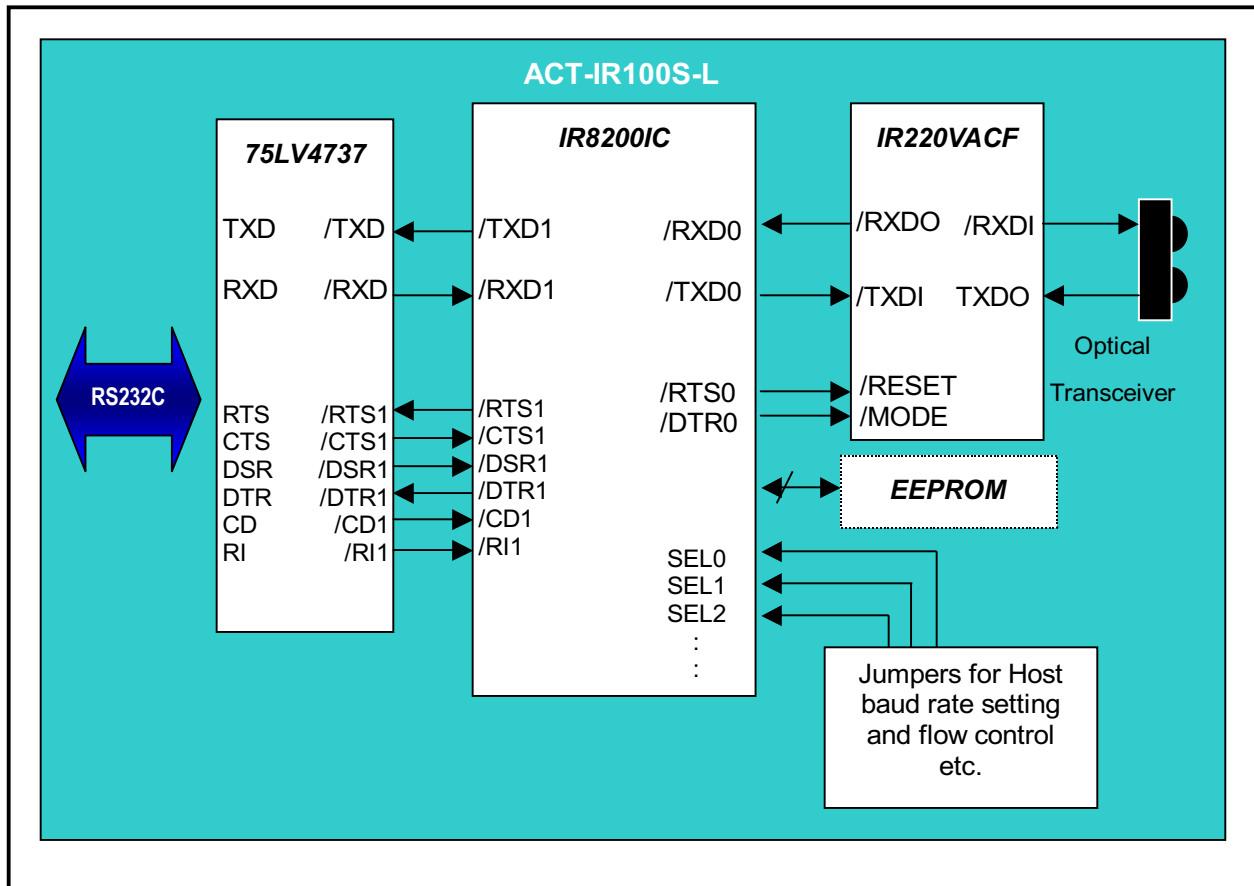 ACT-IR100S-L
75LV4737
TXD /TXD
RXD /RXD
RTS /RTS1
CTS /CTS1
DSR /DSR1
DTR /DTR1
CD /CD1
RI /RI1
RS232C
IR8200IC
/TXD1 /RXD0
/RXD1 /TXD0
/RTS1 /RTS0
/CTS1 /DTR0
/DSR1
/DTR1
/CD1
/RI1
SEL0
SEL1
SEL2
:
:
IR220VACF
/RXDO /RXDI
/TXDI TXDO
/RESET
/MODE
Optical
Transceiver
EEPROM
Jumpers for Host
baud rate setting
and flow control
etc.